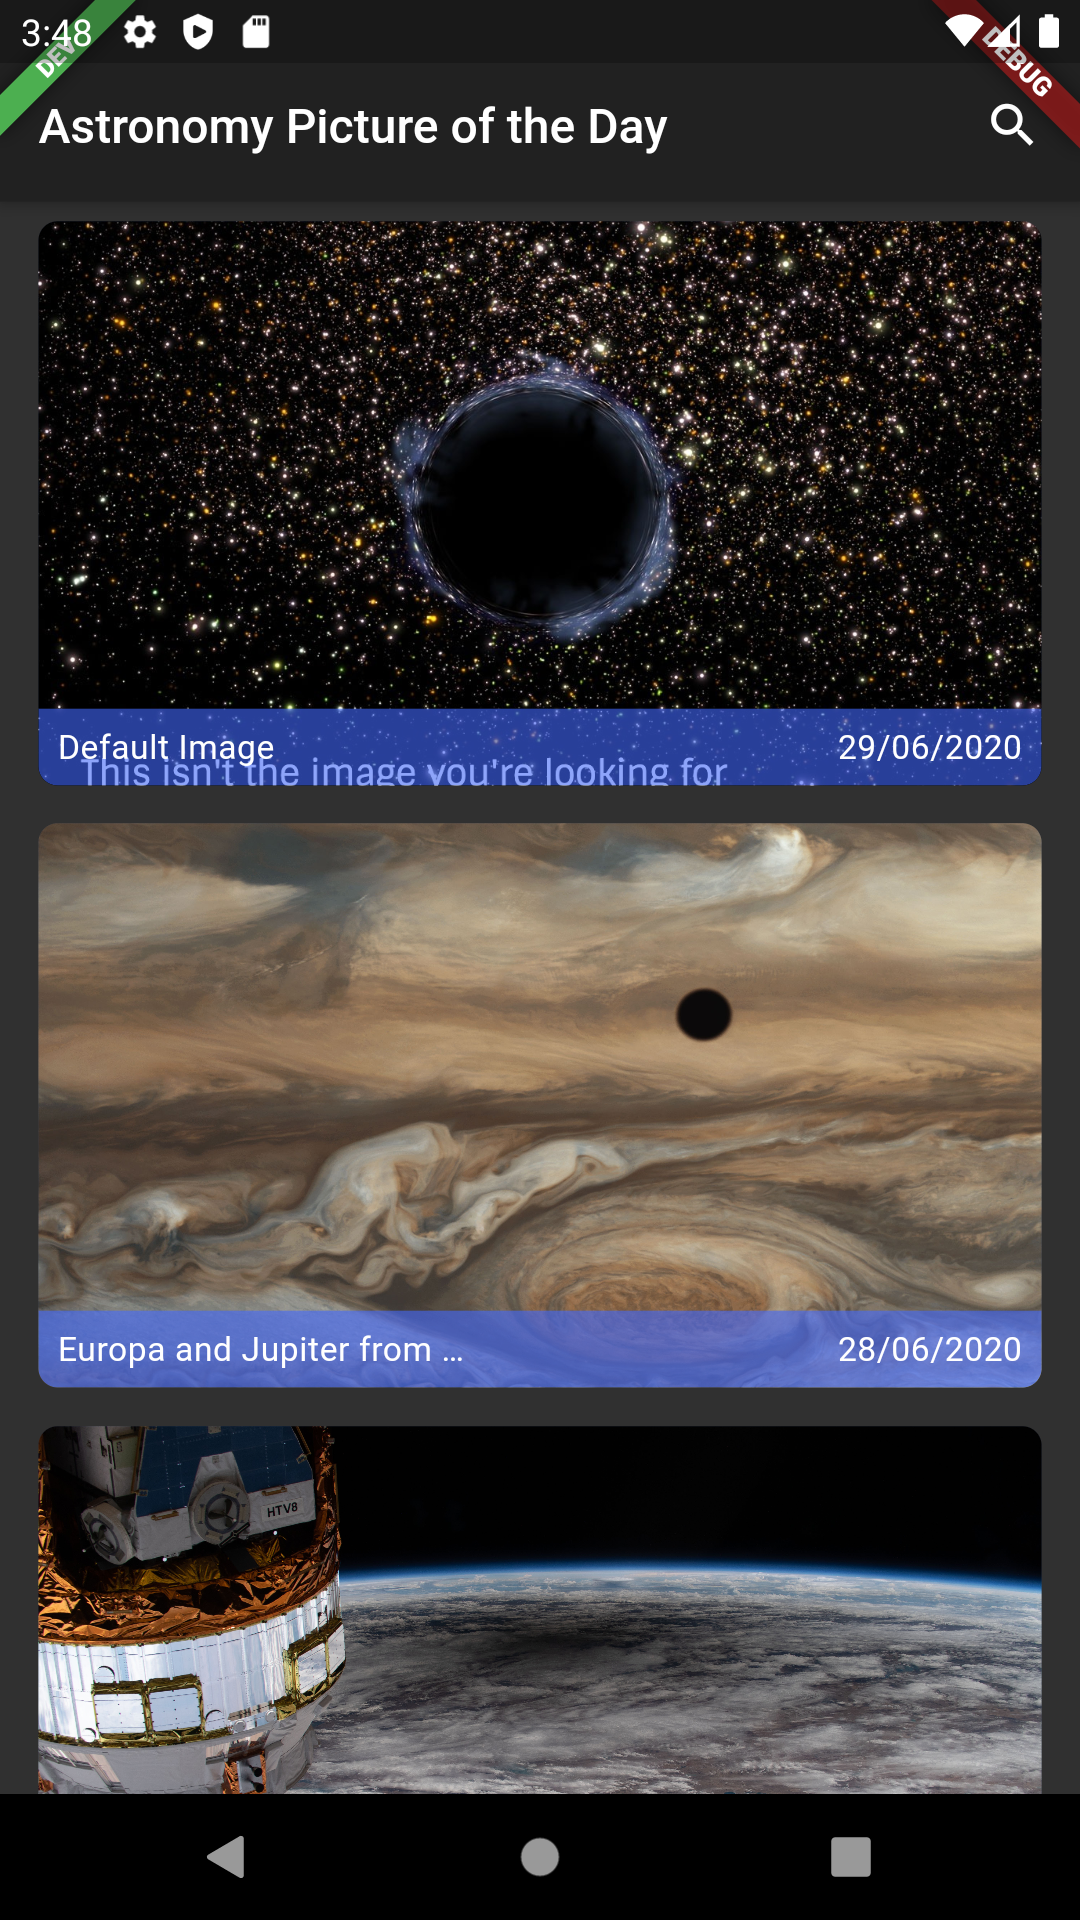 3:48
DEV
DEBUG
Astronomy Picture of the Day
Default Image
29/06/2020
This isn't the image you're looking for
Europa and Jupiter from ...
28/06/2020
HTV8